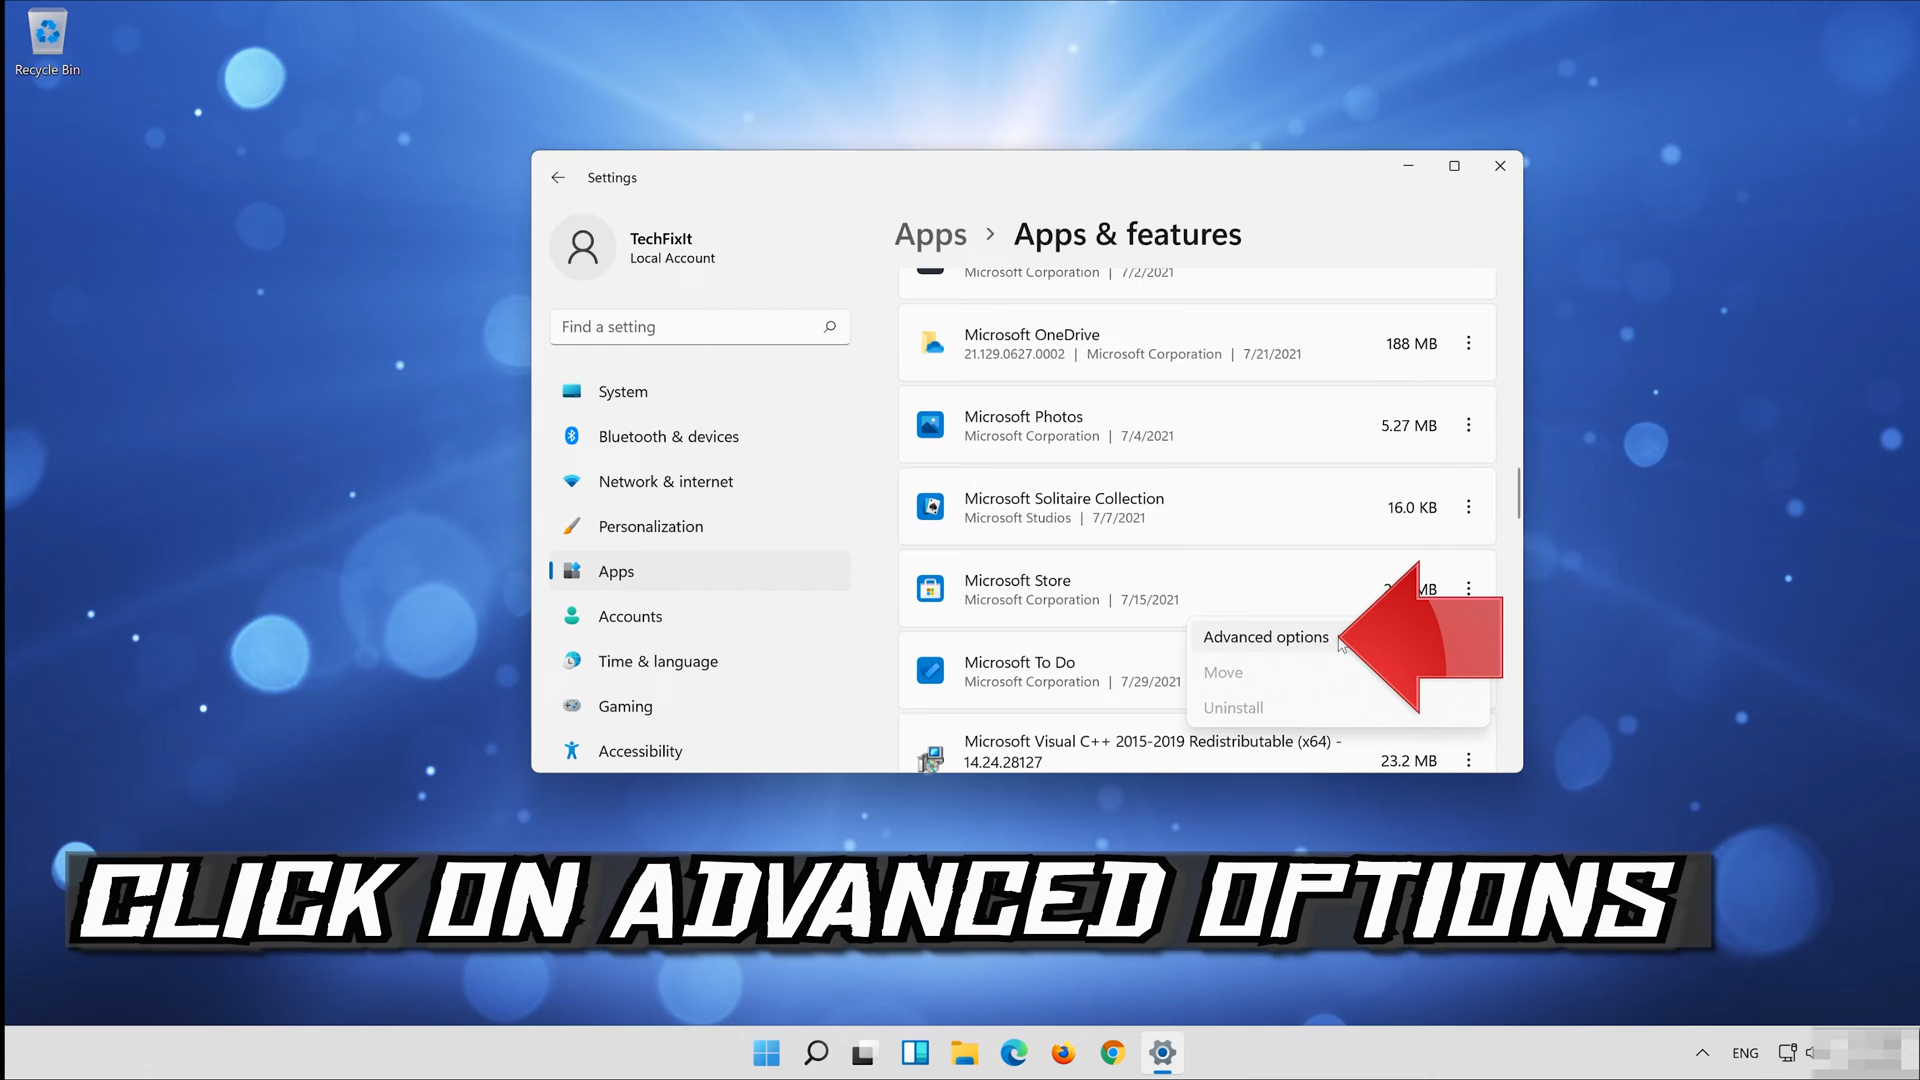 Recycle Bin
Settings
TechFixIt
Local Account
Find a setting
System
Bluetooth & devices
Network & internet
Personalization
Apps
Accounts
Time & language
Gaming
Accessibility
Apps > Apps & features
Microsoft Corporation | 7/2/2021
Microsoft OneDrive
21.129.0627.0002 | Microsoft Corporation | 7/21/2021
188 MB
Microsoft Photos
Microsoft Corporation | 7/4/2021
5.27 MB
Microsoft Solitaire Collection
Microsoft Studios | 7/7/2021
16.0 KB
Microsoft Store
Microsoft Corporation | 7/15/2021
MB
Advanced options
Move
Uninstall
Microsoft To Do
Microsoft Corporation | 7/29/2021
Microsoft Visual C++ 2015-2019 Redistributable (x64) -
14.24.28127
23.2 MB
CLICK ON ADVANCED OPTIONS
ENG